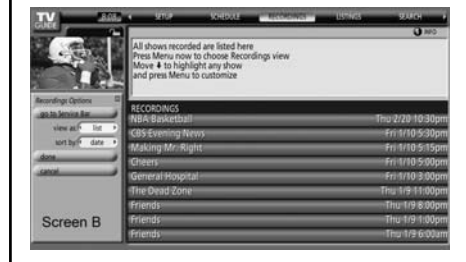 TV GUIDE 8:08 SETUP SCHEDULE RECORDINGS LISTINGS SEARCH
INFO
All shows recorded are listed here
Press Menu now to choose Recordings view
Move to highlight any show
and press Menu to customize
Recordings Options
go to Service Bar
view as list
sort by date
done
cancel
RECORDINGS
NBA Basketball Thu 2/20 10:30pm
CBS Evening News Fri 1/10 5:30pm
Making Mr. Right Fri 1/10 5:15pm
Cheers Fri 1/10 5:00pm
General Hospital Fri 1/10 3:00pm
The Dead Zone Thu 1/9 11:00pm
Friends Thu 1/9 8:00pm
Friends Thu 1/9 1:00pm
Friends Thu 1/9 6:00am
Screen B